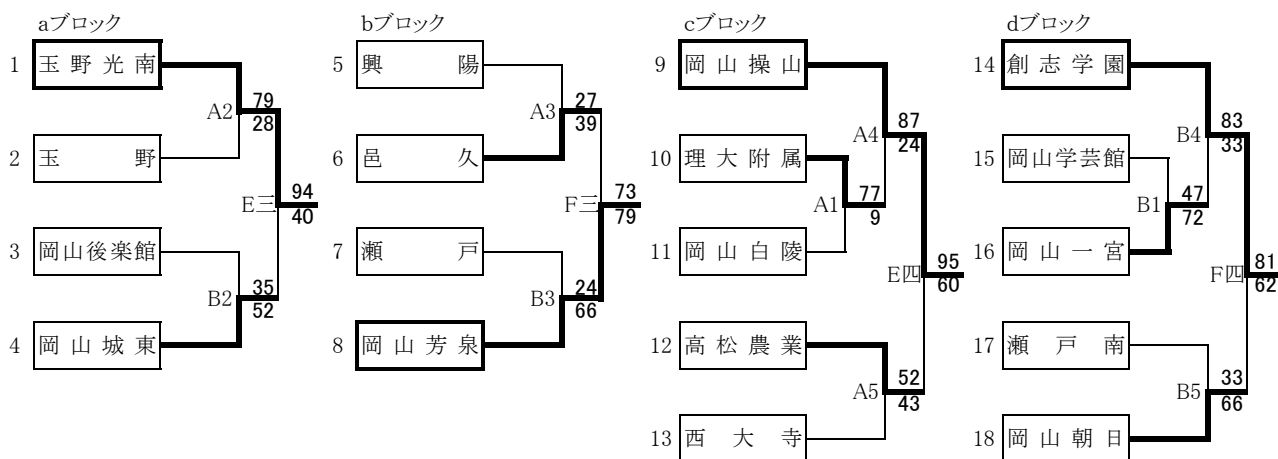 aブロック
1 玉野光南
A2 79
28
2 玉野
E三 94
40
3 岡山後楽館
B2 35
52
4 岡山城東
bブロック
5 興陽
A3 27
39
6 邑久
F三 73
79
7 瀬戸
B3 24
66
8 岡山芳泉
cブロック
9 岡山操山
A4 87
24
10 理大附属
A1 77
9
11 岡山白陵
E四 95
60
12 高松農業
A5 52
43
13 西大寺
dブロック
14 創志学園
B4 83
33
15 岡山学芸館
B1 47
72
16 岡山一宮
F四 81
62
17 瀬戸南
B5 33
66
18 岡山朝日